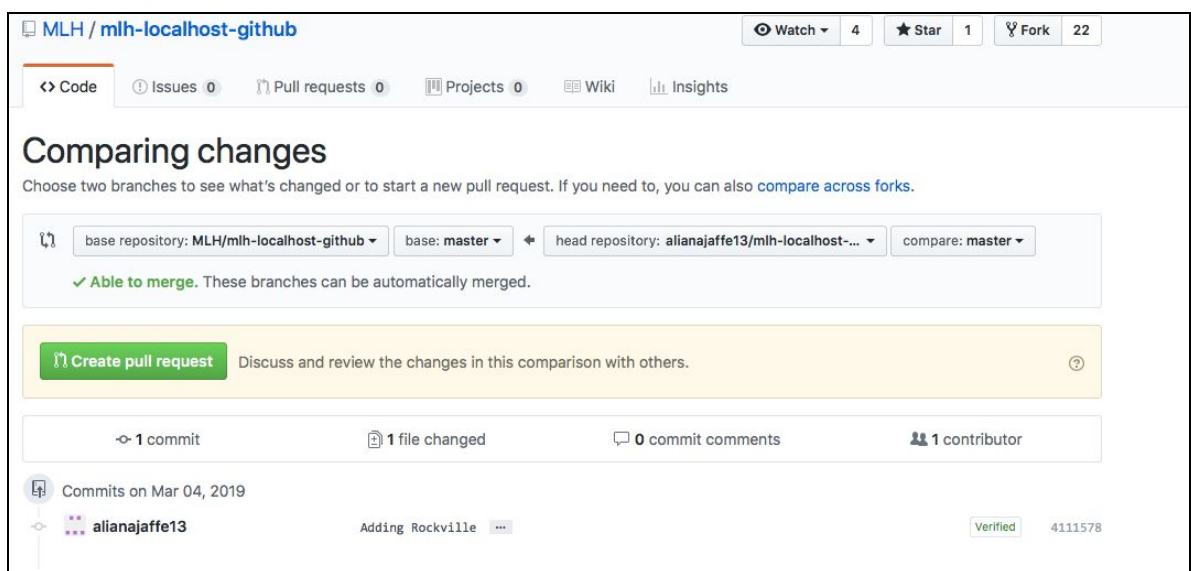 MLH / mlh-localhost-github
Watch 4 Star 1 Fork 22
<> Code Issues 0 Pull requests 0 Projects 0 Wiki Insights
Comparing changes
Choose two branches to see what's changed or to start a new pull request. If you need to, you can also compare across forks.
base repository: MLH/mlh-localhost-github base: master head repository: alianajaffe13/mlh-localhost-... compare: master
Able to merge. These branches can be automatically merged.
Create pull request Discuss and review the changes in this comparison with others.
1 commit 1 file changed 0 commit comments 1 contributor
Commits on Mar 04, 2019
alianajaffe13 Adding Rockville ... Verified 4111578